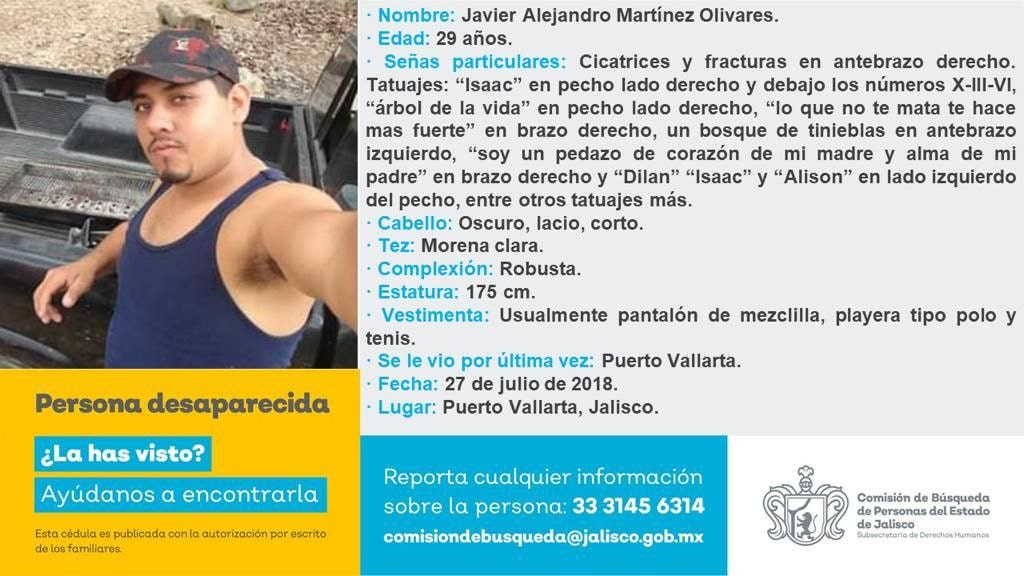 · Nombre: Javier Alejandro Martínez Olivares.
· Edad: 29 años.
· Señas particulares: Cicatrices y fracturas en antebrazo derecho.
Tatuajes: “Isaac” en pecho lado derecho y debajo los números X-III-VI,
“árbol de la vida” en pecho lado derecho, “lo que no te mata te hace
mas fuerte” en brazo derecho, un bosque de tinieblas en antebrazo
izquierdo, “soy un pedazo de corazón de mi madre y alma de mi
padre” en brazo derecho y “Dilan” “Isaac” y “Alison” en lado izquierdo
del pecho, entre otros tatuajes más.
· Cabello: Oscuro, lacio, corto.
· Tez: Morena clara.
· Complexión: Robusta.
· Estatura: 175 cm.
· Vestimenta: Usualmente pantalón de mezclilla, playera tipo polo y
tenis.
· Se le vio por última vez: Puerto Vallarta.
· Fecha: 27 de julio de 2018.
· Lugar: Puerto Vallarta, Jalisco.
Persona desaparecida
¿La has visto?
Ayúdanos a encontrarla
Esta cédula es publicada con la autorización por escrito
de los familiares.
Reporta cualquier información
sobre la persona: 33 3145 6314
comisiondebusqueda@jalisco.gob.mx
Comisión de Búsqueda
de Personas del Estado
de Jalisco
Subsecretaría de Derechos Humanos